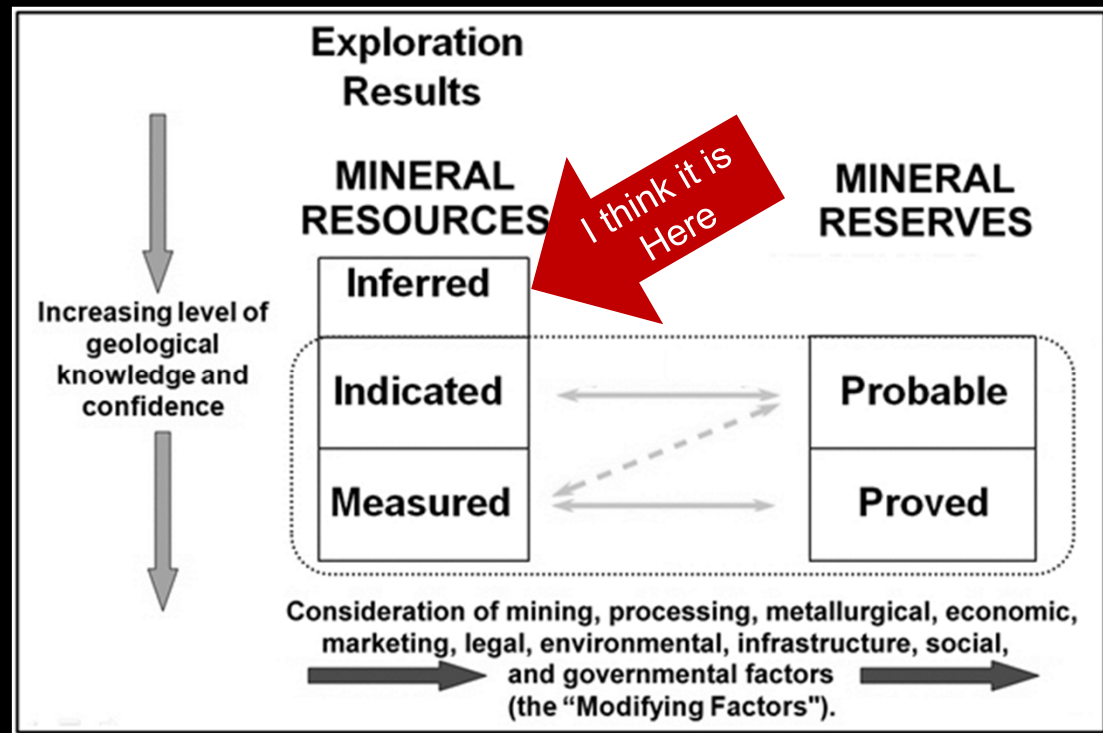 Exploration
Results
MINERAL
RESOURCES
I think it is
Here
MINERAL
RESERVES
Inferred
Increasing level of
geological
knowledge and
confidence
Indicated
Probable
Measured
Proved
Consideration of mining, processing, metallurgical, economic,
marketing, legal, environmental, infrastructure, social,
and governmental factors
(the “Modifying Factors").